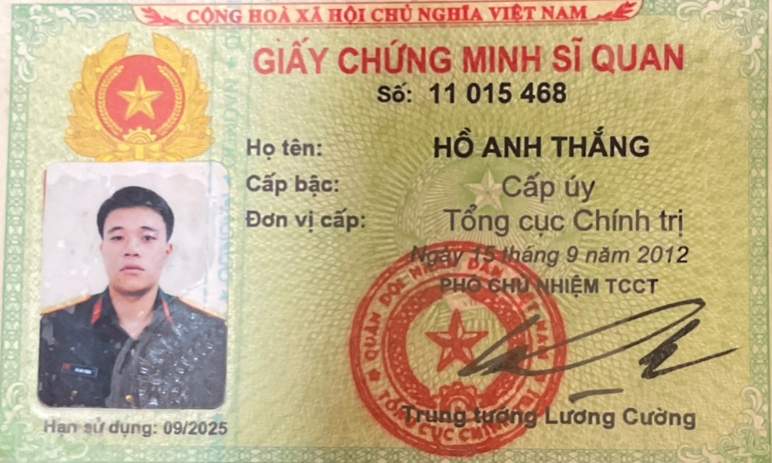 CỘNG HOÀ XÃ HỘI CHỦ NGHĨA VIỆT NAM
GIẤY CHỨNG MINH SĨ QUAN
Số: 11 015 468
Họ tên: HỒ ANH THẮNG
Cấp bậc: Cấp úy
Đơn vị cấp: Tổng cục Chính trị
Ngày 15 tháng 9 năm 2012
PHÓ CHỦ NHIỆM TCCT
QUÂN ĐỘI NHÂN DÂN VIỆT NAM
TỔNG CỤC CHÍNH TRỊ
Trung tướng Lương Cường
Hạn sử dụng: 09/2025